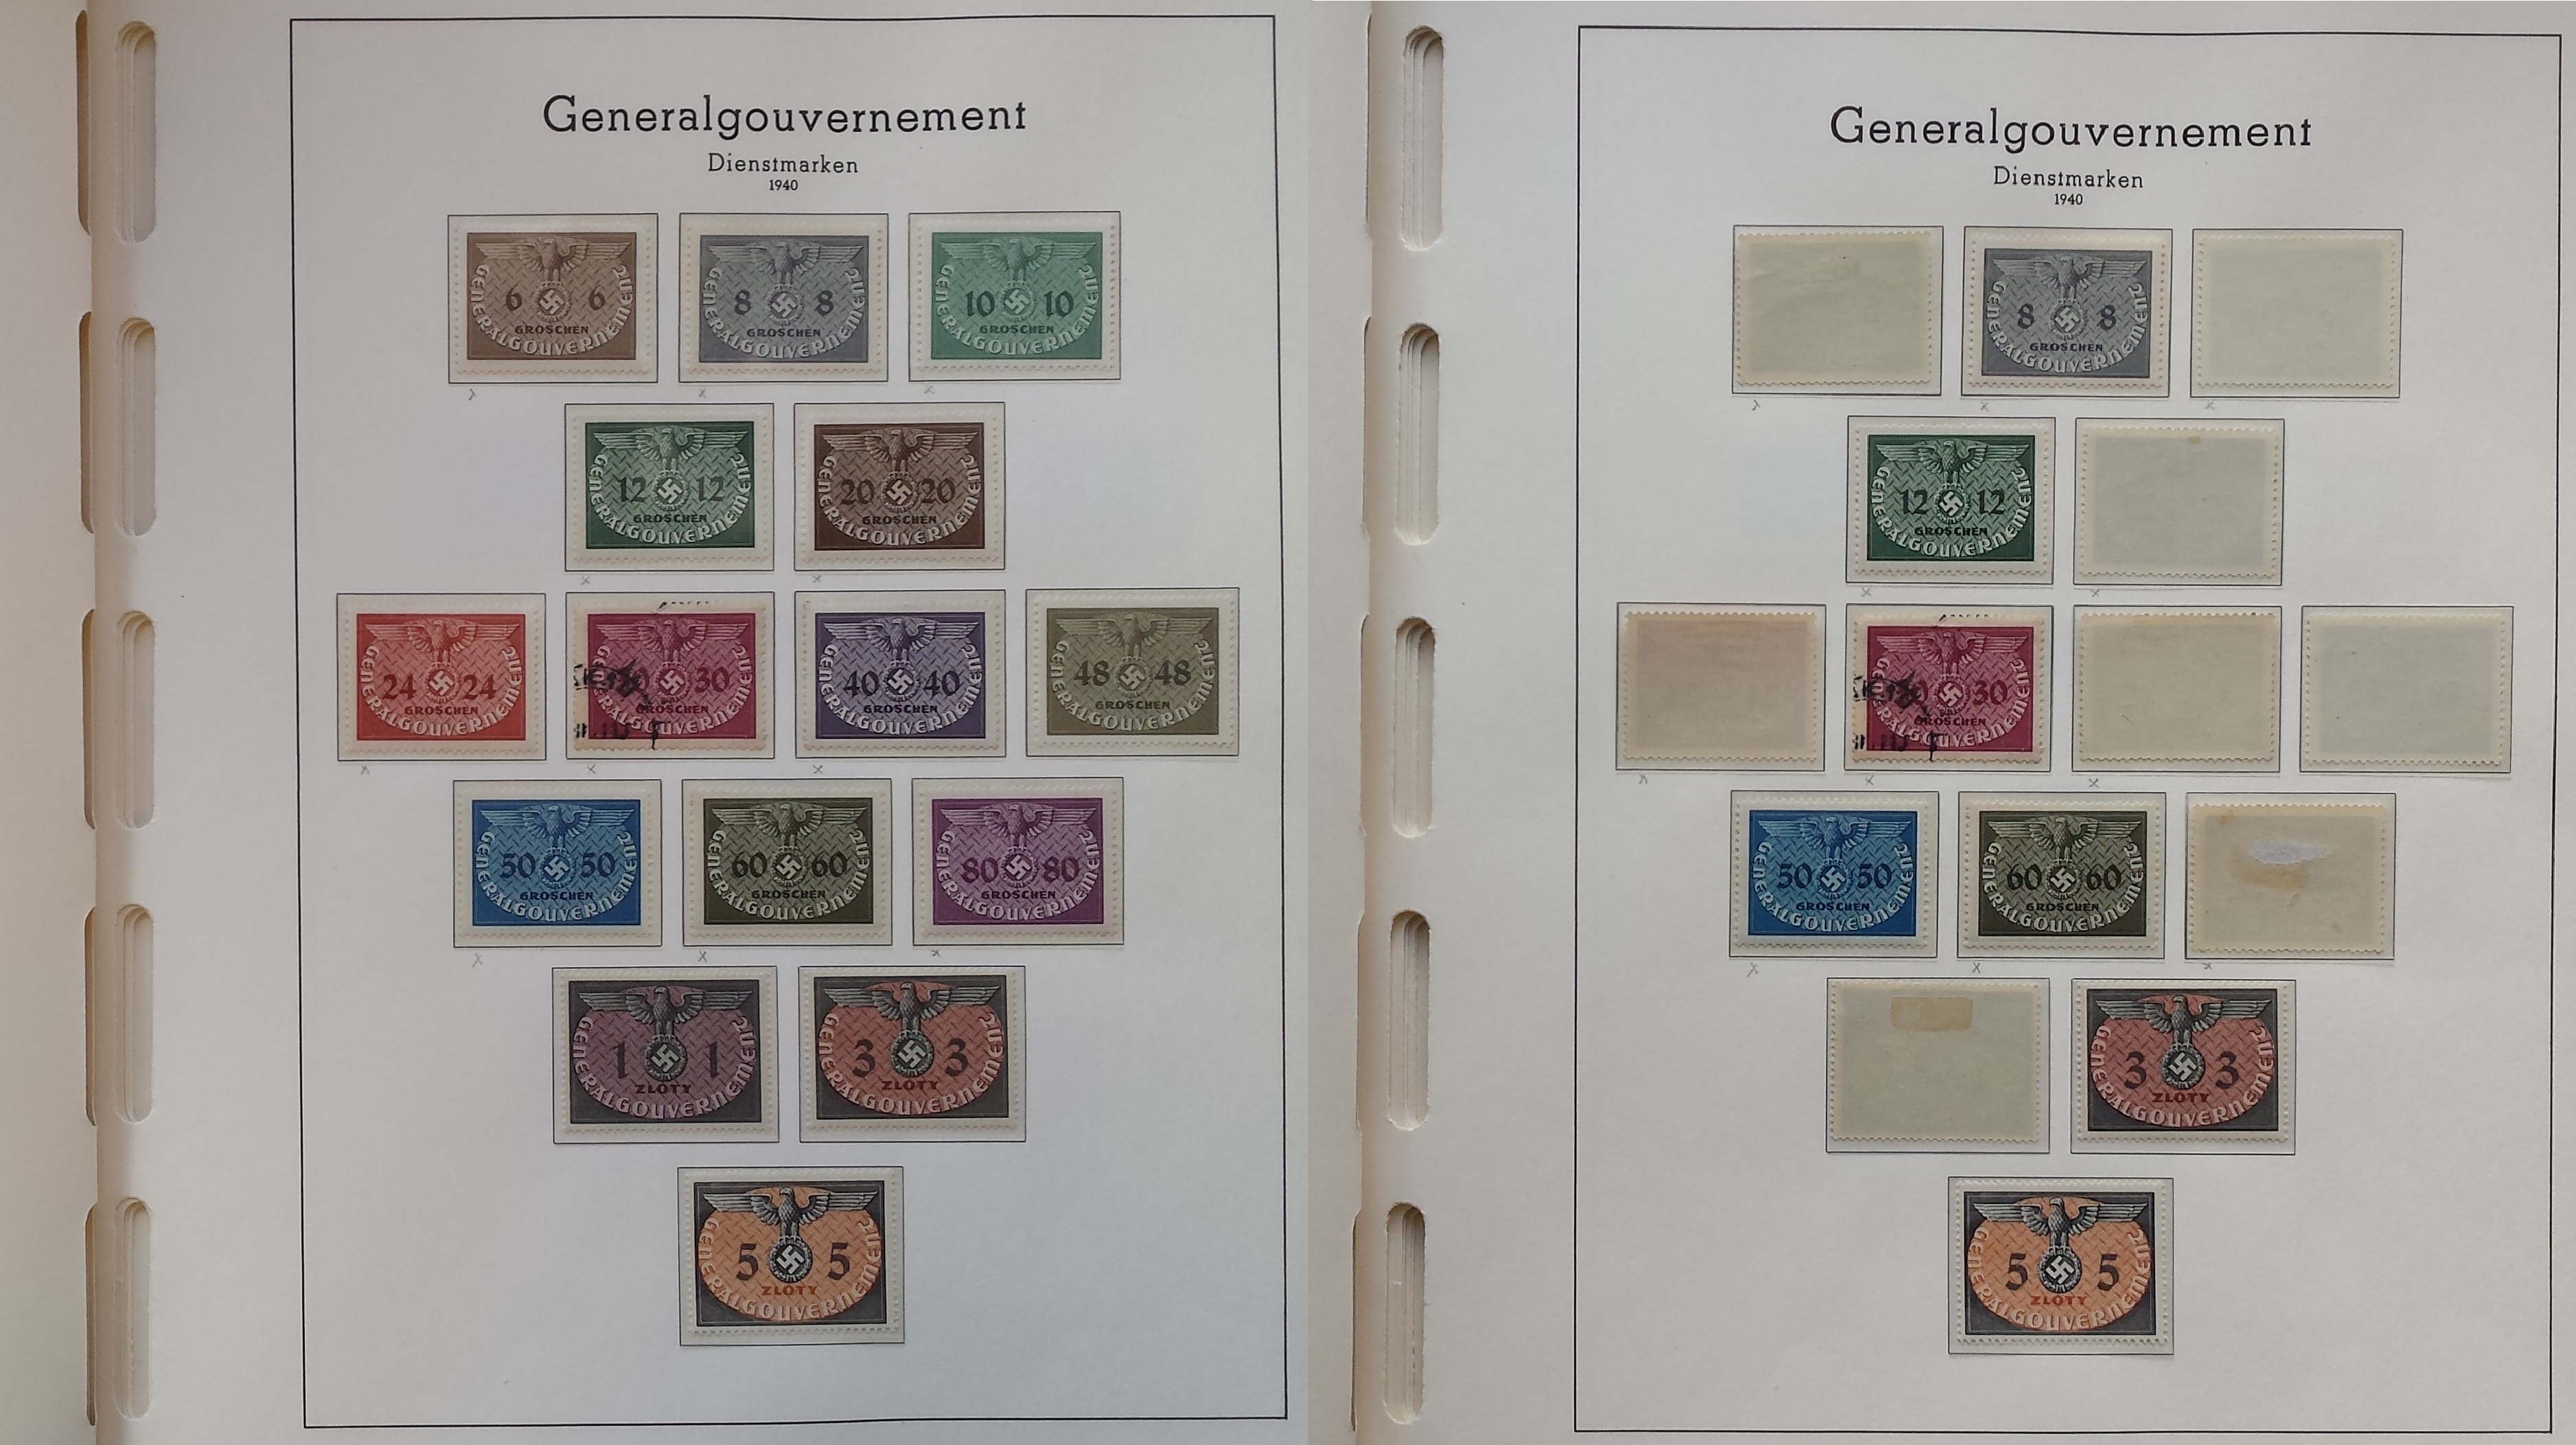 Generalgouvernement
Dienstmarken
1940
6 6
GROSCHEN
GENERALGOUVERNEMENT
8 8
GROSCHEN
GENERALGOUVERNEMENT
10 10
GROSCHEN
GENERALGOUVERNEMENT
12 12
GROSCHEN
GENERALGOUVERNEMENT
20 20
GROSCHEN
GENERALGOUVERNEMENT
24 24
GROSCHEN
GENERALGOUVERNEMENT
30
GROSCHEN
GENERALGOUVERNEMENT
40 40
GROSCHEN
GENERALGOUVERNEMENT
48 48
GROSCHEN
GENERALGOUVERNEMENT
50 50
GROSCHEN
GENERALGOUVERNEMENT
60 60
GROSCHEN
GENERALGOUVERNEMENT
80 80
GROSCHEN
GENERALGOUVERNEMENT
1 1
ZLOTY
GENERALGOUVERNEMENT
3 3
ZLOTY
GENERALGOUVERNEMENT
5 5
ZLOTY
GENERALGOUVERNEMENT
Generalgouvernement
Dienstmarken
1940
8 8
GROSCHEN
GENERALGOUVERNEMENT
12 12
GROSCHEN
GENERALGOUVERNEMENT
30
GROSCHEN
GENERALGOUVERNEMENT
50 50
GROSCHEN
GENERALGOUVERNEMENT
60 60
GROSCHEN
GENERALGOUVERNEMENT
3 3
ZLOTY
GENERALGOUVERNEMENT
5 5
ZLOTY
GENERALGOUVERNEMENT